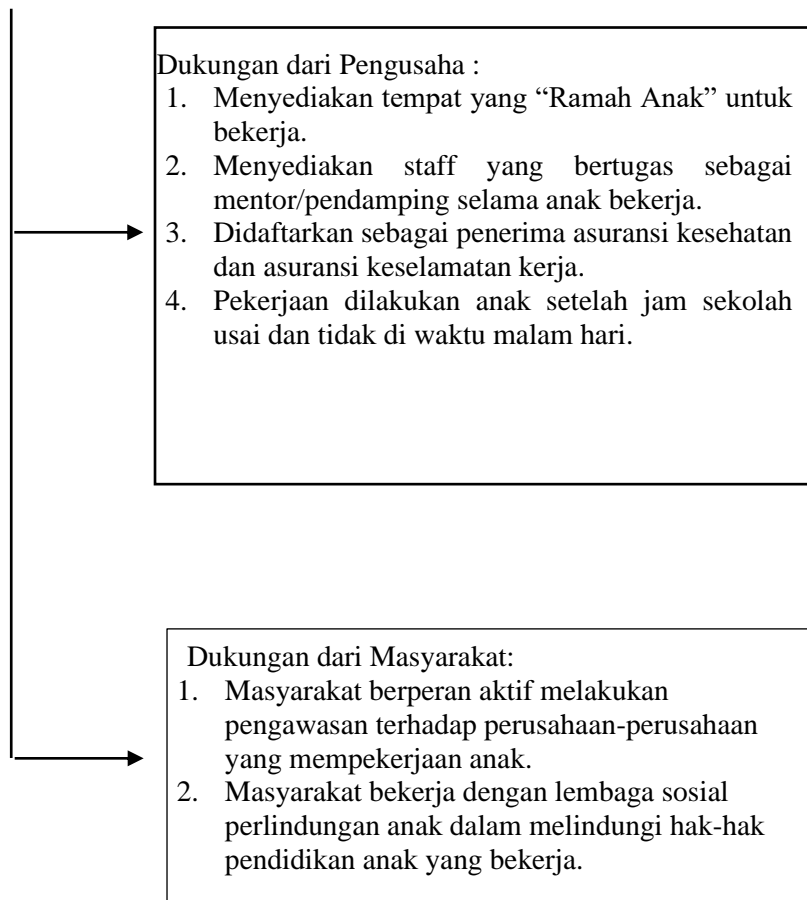 Dukungan dari Pengusaha :
1. Menyediakan tempat yang “Ramah Anak” untuk
bekerja.
2. Menyediakan staff yang bertugas sebagai
mentor/pendamping selama anak bekerja.
3. Didaftarkan sebagai penerima asuransi kesehatan
dan asuransi keselamatan kerja.
4. Pekerjaan dilakukan anak setelah jam sekolah
usai dan tidak di waktu malam hari.
Dukungan dari Masyarakat:
1. Masyarakat berperan aktif melakukan
pengawasan terhadap perusahaan-perusahaan
yang mempekerjaan anak.
2. Masyarakat bekerja dengan lembaga sosial
perlindungan anak dalam melindungi hak-hak
pendidikan anak yang bekerja.